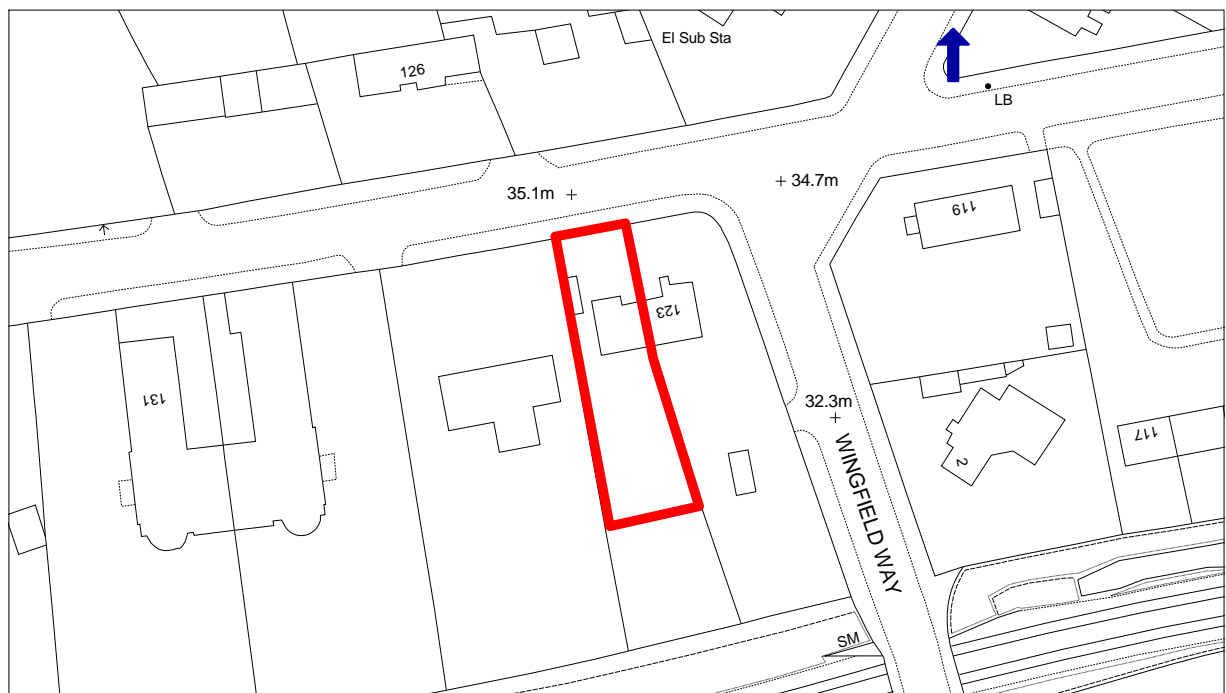 El Sub Sta
126
LB
35.1m
34.7m
119
123
131
32.3m
117
2
WINGFIELD WAY
SM